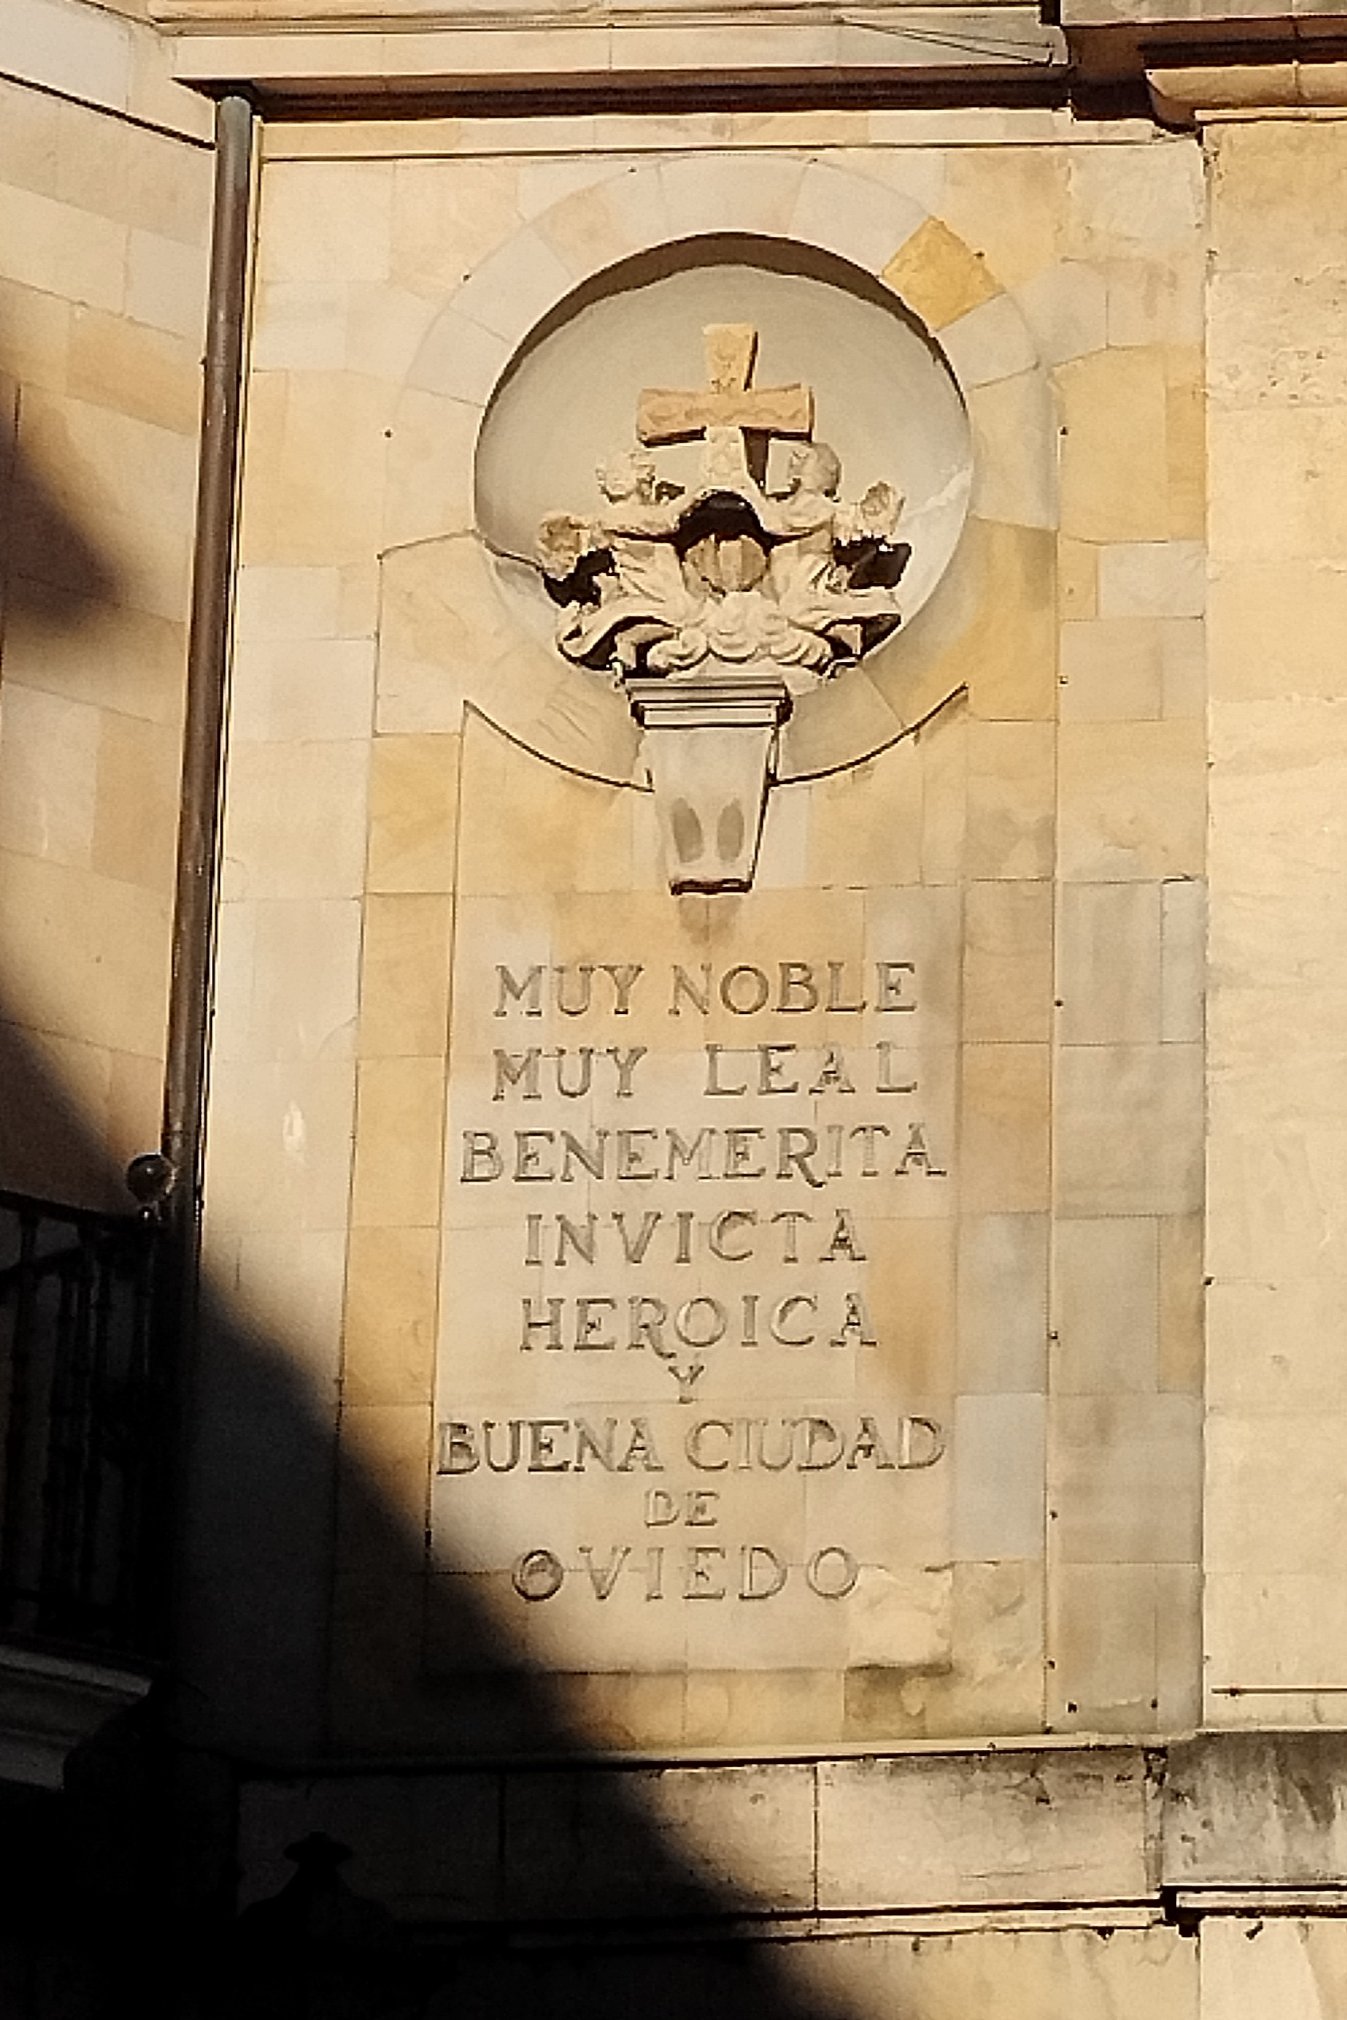 MUY NOBLE
MUY LEAL
BENEMERITA
INVICTA
HEROICA
Y
BUENA CIUDAD
DE
OVIEDO